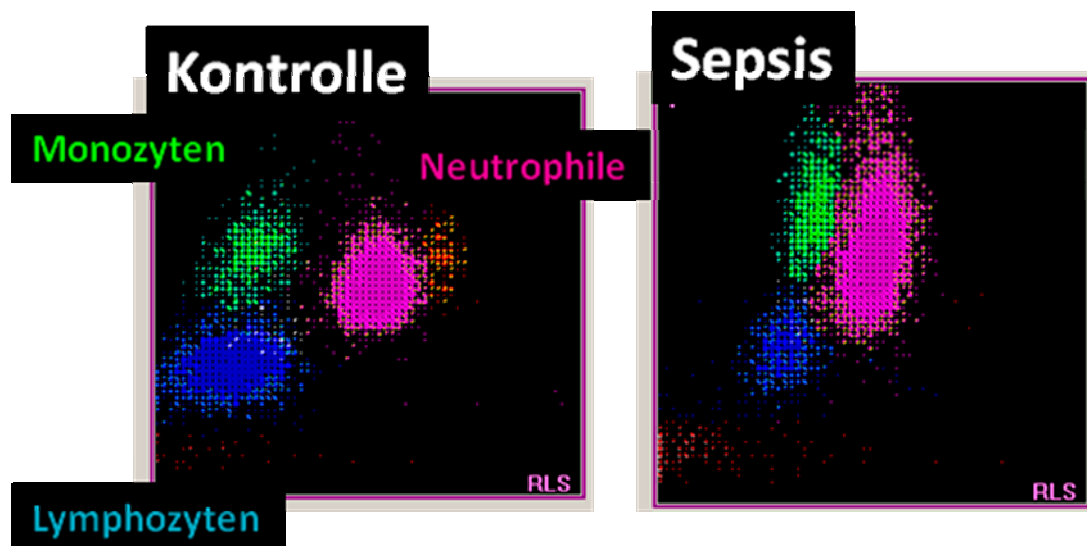 Kontrolle
Sepsis
Monozyten
Neutrophile
RLS
RLS
Lymphozyten